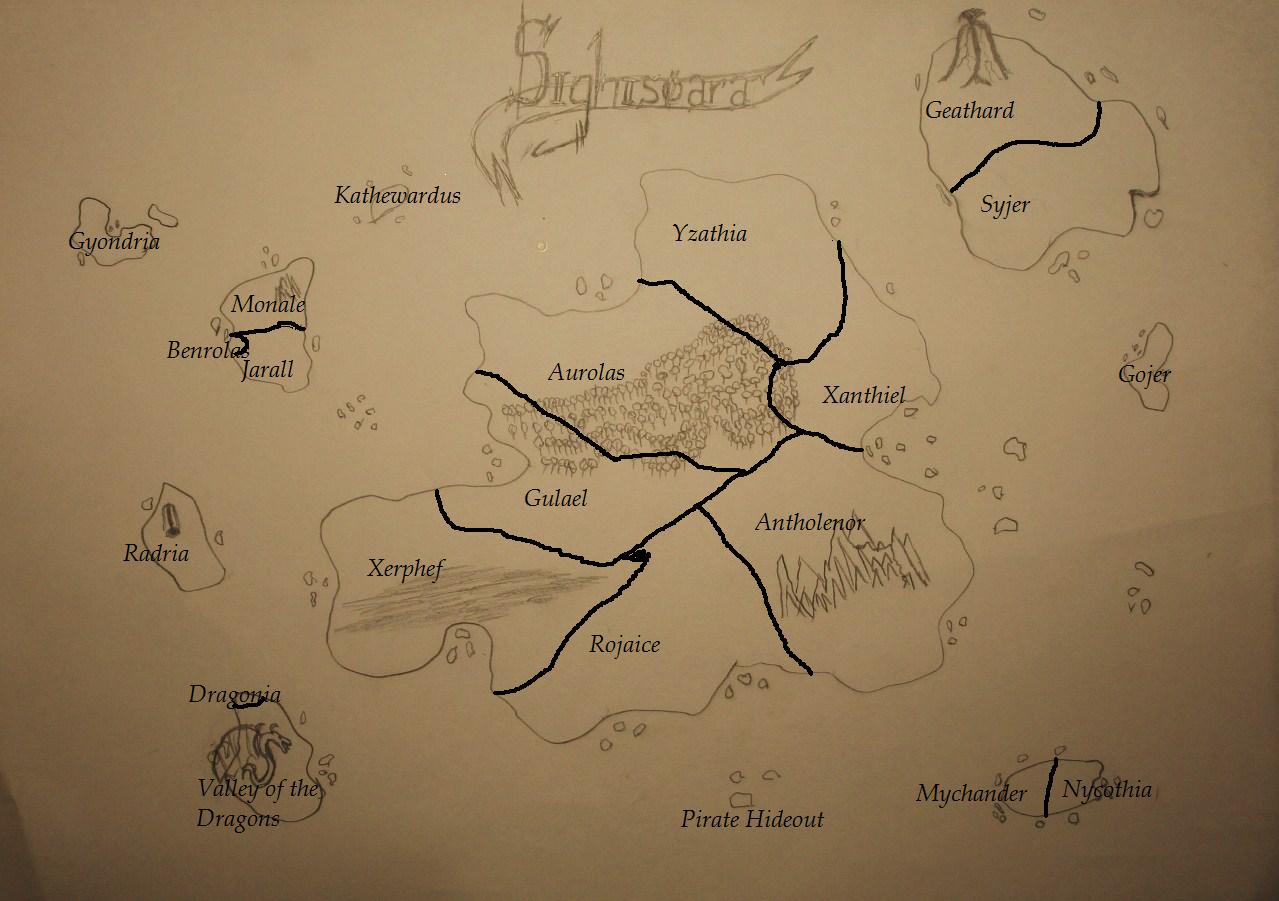 Sighisoara
Geathard
Kathewardus
Syjer
Yzathia
Gyondria
Monale
Benrolas
Jarall
Aurolas
Gojer
Xanthiel
Gulael
Antholenor
Radria
Xerphef
Rojaice
Dragonia
Valley of the
Dragons
Mychander
Nycothia
Pirate Hideout